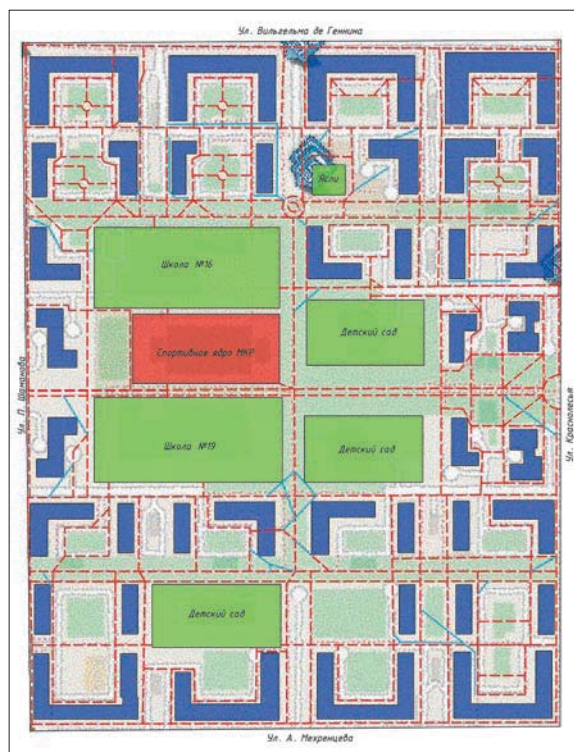 Ул. Вильгельма де Геннина
Ясли
Школа №16
Детский сад
Спортивное ядро МКР
Ул. П. Шаманова
Школа №19
Детский сад
Ул. Краснолесья
Детский сад
Ул. А. Мехренцева